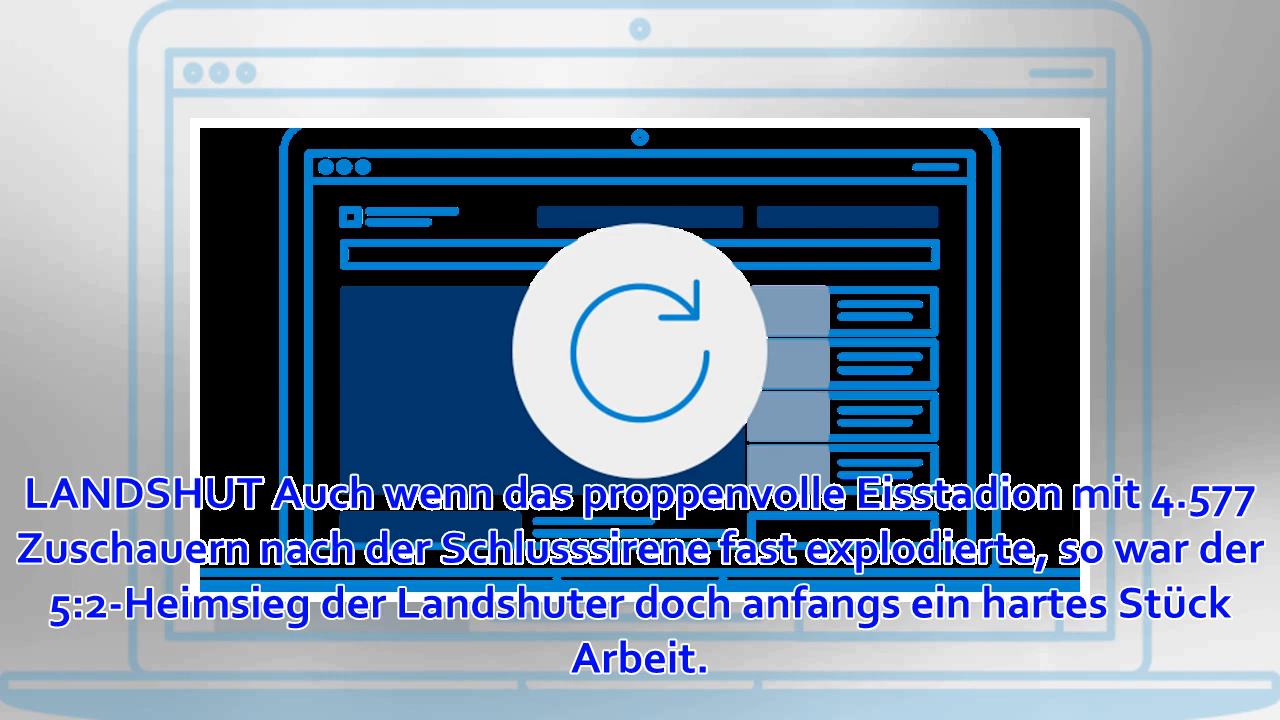 LANDSHUT Auch wenn das proppenvolle Eisstadion mit 4.577
Zuschauern nach der Schlusssirene fast explodierte, so war der
5:2-Heimsieg der Landshuter doch anfangs ein hartes Stück
Arbeit.